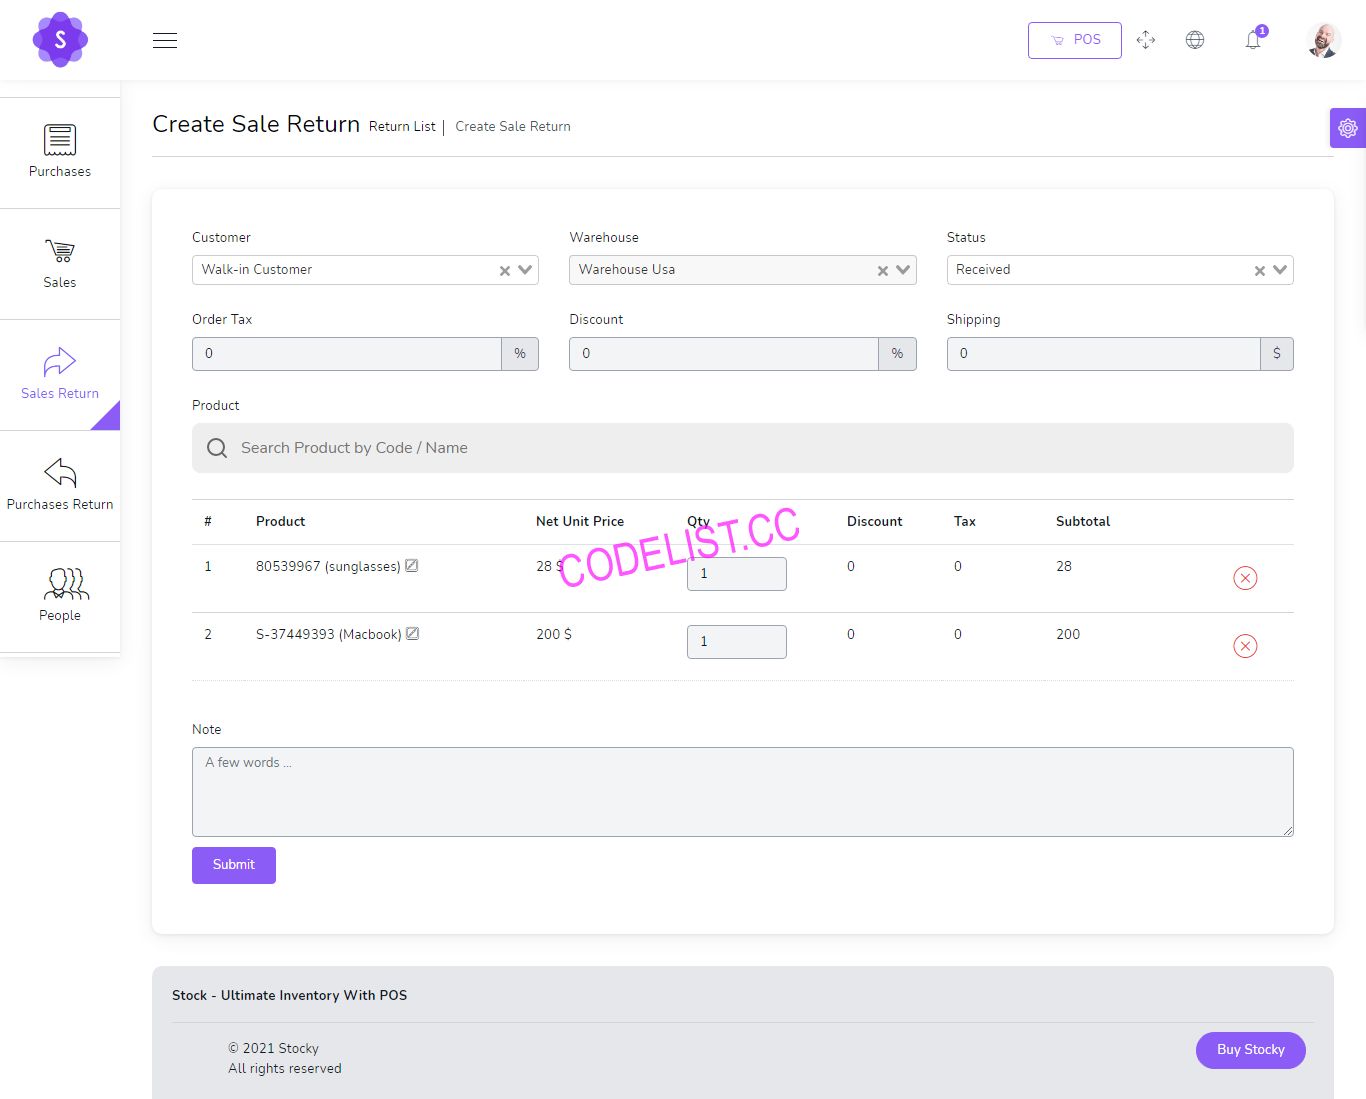 S
POS
1
Purchases
Sales
Sales Return
Purchases Return
People
Create Sale Return Return List | Create Sale Return
Customer Warehouse Status
Walk-in Customer Warehouse Usa Received
Order Tax Discount Shipping
0 % 0 % 0 $
Product
Search Product by Code / Name
# Product Net Unit Price Qty Discount Tax Subtotal
1 80539967 (sunglasses) 28 $ 1 0 0 28
2 S-37449393 (Macbook) 200 $ 1 0 0 200
CODELIST.CC
Note
A few words ...
Submit
Stock - Ultimate Inventory With POS
© 2021 Stocky
All rights reserved
Buy Stocky